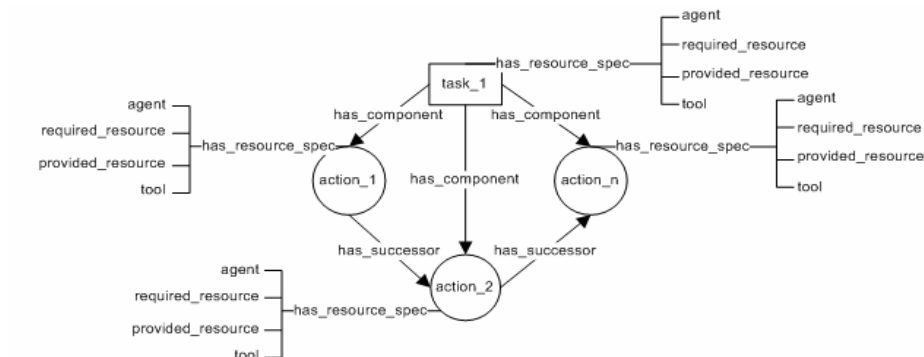 agent
has_resource_spec
required_resource
provided_resource
tool
task_1
agent
required_resource
provided_resource
tool
has_resource_spec
has_component
has_component
has_component
agent
required_resource
provided_resource
tool
has_resource_spec
action_1
action_n
has_successor
has_successor
action_2
agent
required_resource
provided_resource
tool
has_resource_spec